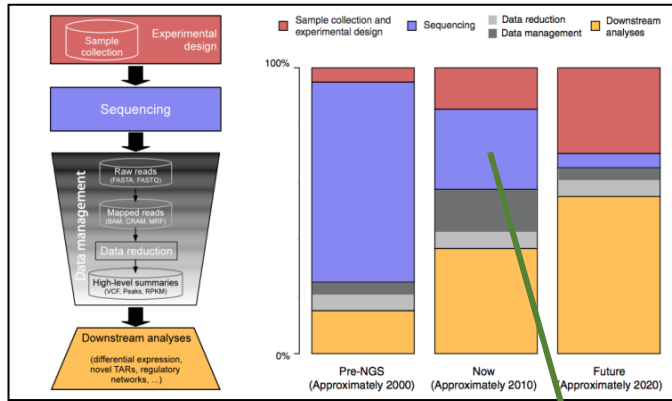 Sample
collection
Experimental
design
Sequencing
Data management
Raw reads
(FASTA, FASTQ)
Mapped reads
(SAM, CRAM, MRF)
Data reduction
High-level summaries
(VCF, Peaks, RPKM)
Downstream analyses
(differential expression,
novel TARs, regulatory
networks, ...)
Sample collection and
experimental design
Sequencing
Data reduction
Data management
Downstream
analyses
100%
0%
Pre-NGS
(Approximately 2000)
Now
(Approximately 2010)
Future
(Approximately 2020)